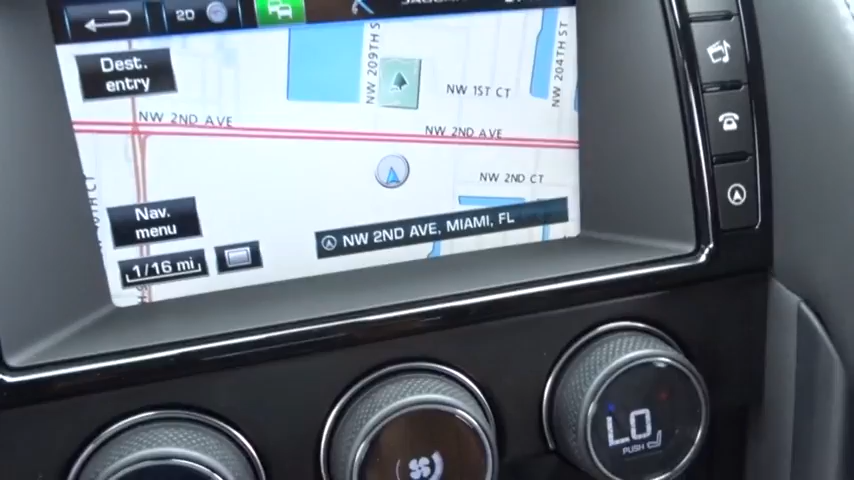 20
Dest.
entry
NW 209TH S
NW 204TH ST
NW 1ST CT
NW 2ND AVE
NW 2ND AVE
NW 2ND CT
Nav.
menu
NW 2ND AVE, MIAMI, FL
1/16 mi
LO
PUSH